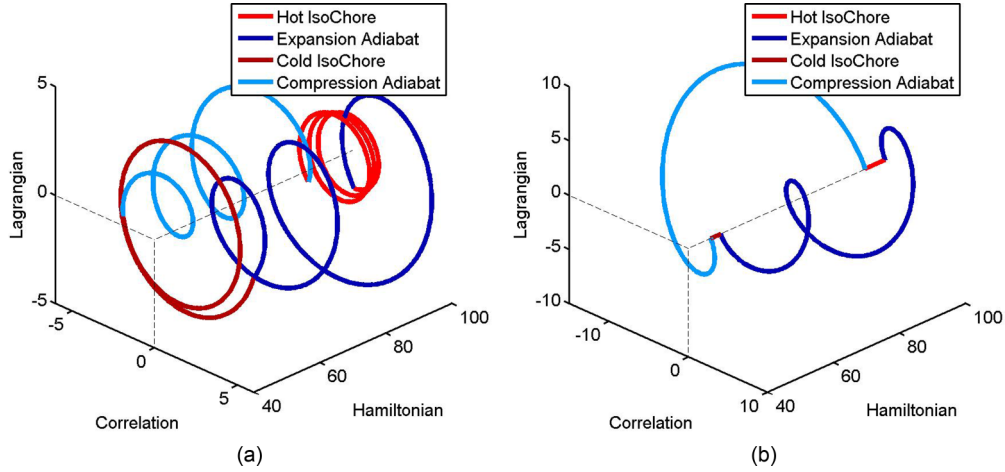 Hot IsoChore
Expansion Adiabat
Cold IsoChore
Compression Adiabat
5
0
-5
Lagrangian
-5
0
5
Correlation
40
60
80
100
Hamiltonian
(a)
Hot IsoChore
Expansion Adiabat
Cold IsoChore
Compression Adiabat
10
5
0
-5
-10
Lagrangian
-10
0
10
Correlation
40
60
80
100
Hamiltonian
(b)